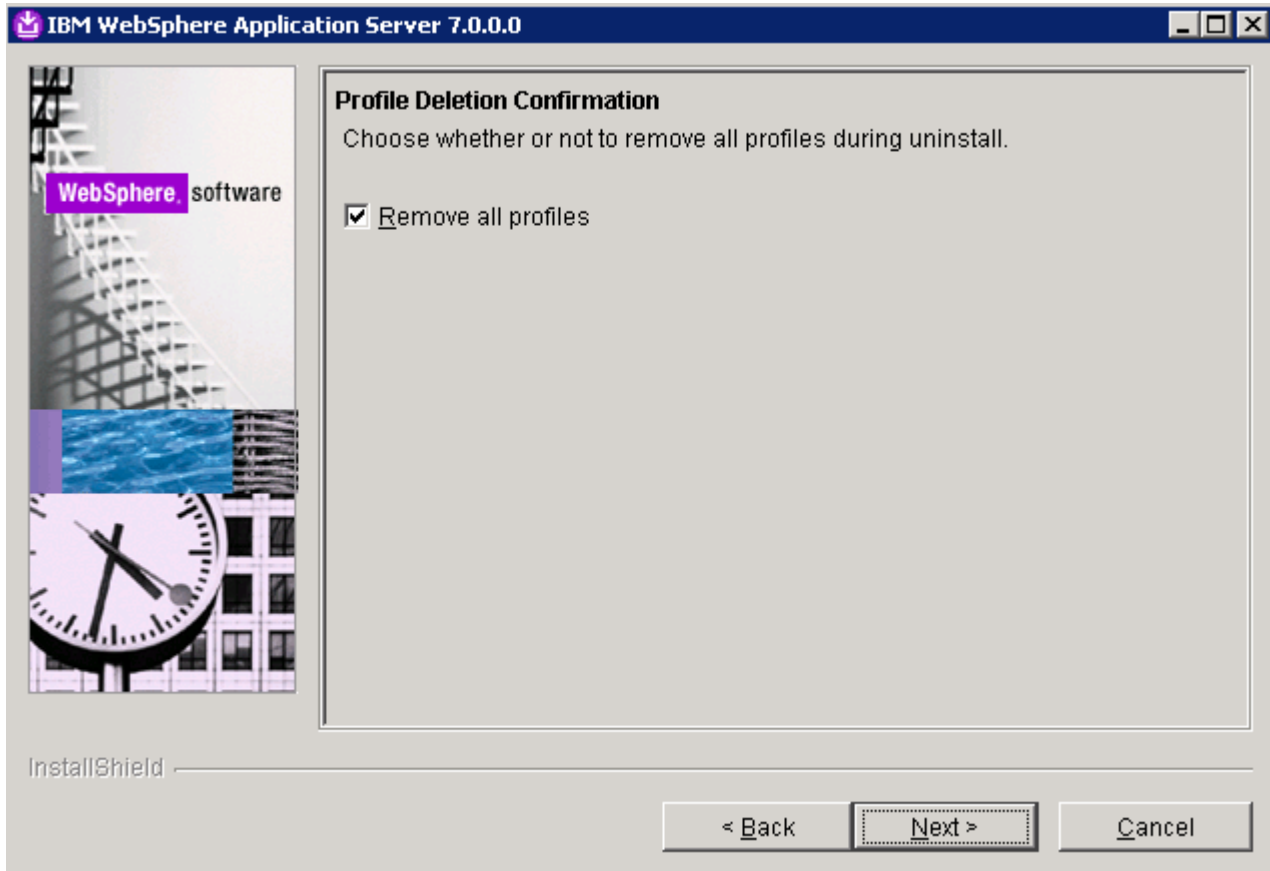 IBM WebSphere Application Server 7.0.0.0
WebSphere. software
Profile Deletion Confirmation
Choose whether or not to remove all profiles during uninstall.
Remove all profiles
InstallShield
< Back
Next >
Cancel